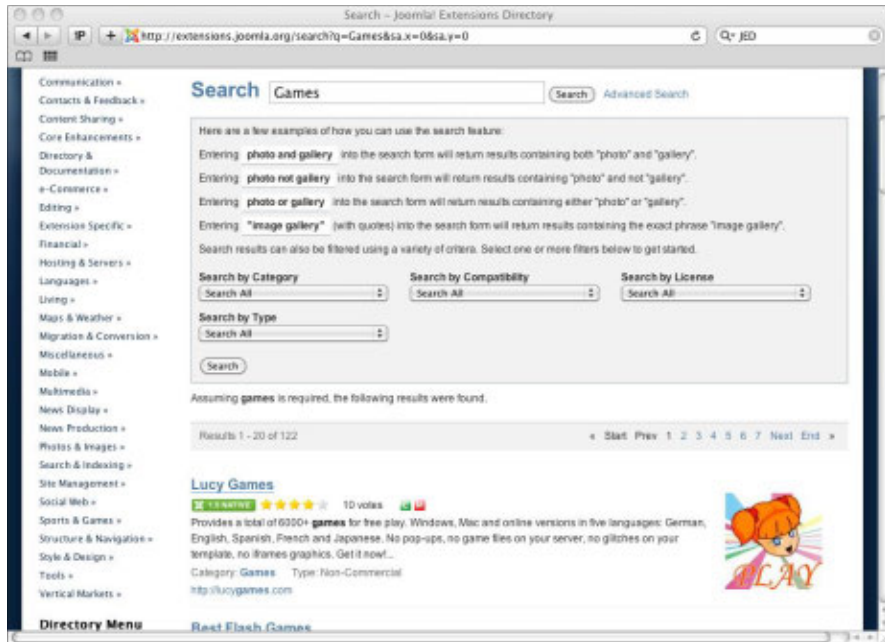 Search – Joomla! Extensions Directory
http://extensions.joomla.org/search?q=Games&sa.x=0&sa.y=0
JED
Communication »
Contacts & Feedback »
Content Sharing »
Core Enhancements »
Directory &
Documentation »
e-Commerce »
Editing »
Extension Specific »
Financial »
Hosting & Servers »
Languages »
Living »
Maps & Weather »
Migration & Conversion »
Miscellaneous »
Mobile »
Multimedia »
News Display »
News Production »
Photos & Images »
Search & Indexing »
Site Management »
Social Web »
Sports & Games »
Structure & Navigation »
Style & Design »
Tools »
Vertical Markets »
Directory Menu
Search Games Search Advanced Search
Here are a few examples of how you can use the search feature:
Entering photo and gallery into the search form will return results containing both "photo" and "gallery".
Entering photo not gallery into the search form will return results containing "photo" and not "gallery".
Entering photo or gallery into the search form will return results containing either "photo" or "gallery".
Entering "image gallery" (with quotes) into the search form will return results containing the exact phrase "image gallery".
Search results can also be filtered using a variety of criteria. Select one or more filters below to get started.
Search by Category Search by Compatibility Search by License
Search All Search All Search All
Search by Type
Search All
Search
Assuming games is required, the following results were found.
Results 1 - 20 of 122 « Start Prev 1 2 3 4 5 6 7 Next End »
Lucy Games
1.5 NATIVE 10 votes
Provides a total of 6000+ games for free play. Windows, Mac and online versions in five languages: German,
English, Spanish, French and Japanese. No pop-ups, no game files on your server, no glitches on your
template, no iframes graphics. Get it now!...
Category: Games Type: Non-Commercial
http://lucygames.com
PLAY
Best Flash Games